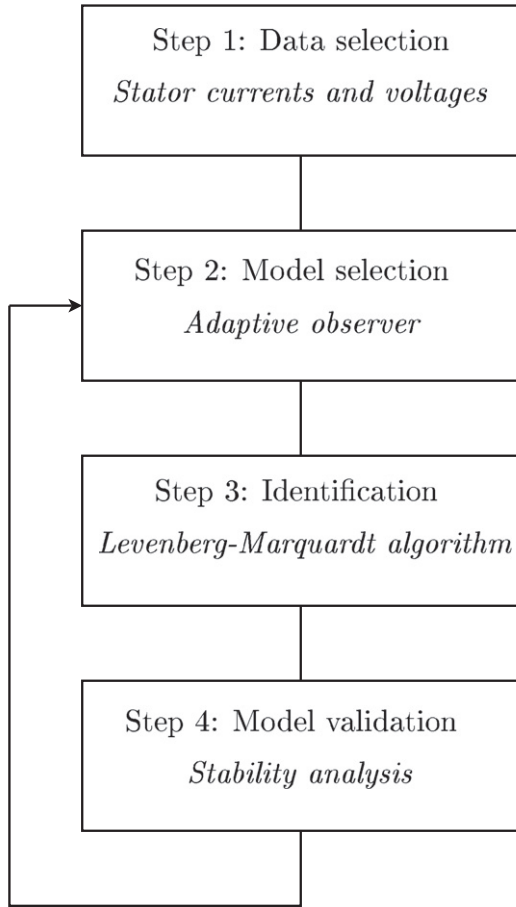 Step 1: Data selection
Stator currents and voltages
Step 2: Model selection
Adaptive observer
Step 3: Identification
Levenberg-Marquardt algorithm
Step 4: Model validation
Stability analysis